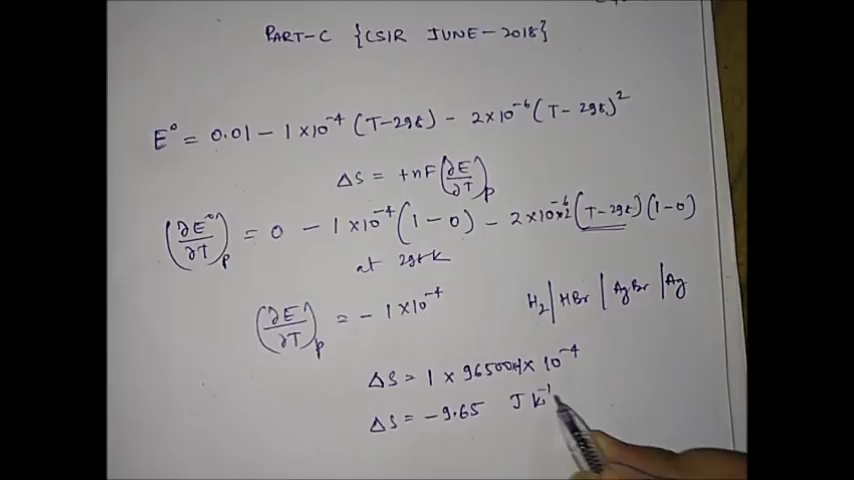 PART-C {CSIR JUNE-2018}
E° = 0.01 - 1×10⁻⁴ (T-298) - 2×10⁻⁶ (T-298)²
ΔS = +nF (∂E/∂T)ₚ
(∂E°/∂T)ₚ = 0 - 1×10⁻⁴ (1-0) - 2×10⁻⁶×2 (T-298) (1-0)
at 298K
(∂E/∂T)ₚ = -1×10⁻⁴
H₂|HBr|AgBr|Ag
ΔS = 1 × 96500 × 10⁻⁴
ΔS = -9.65 J K⁻¹